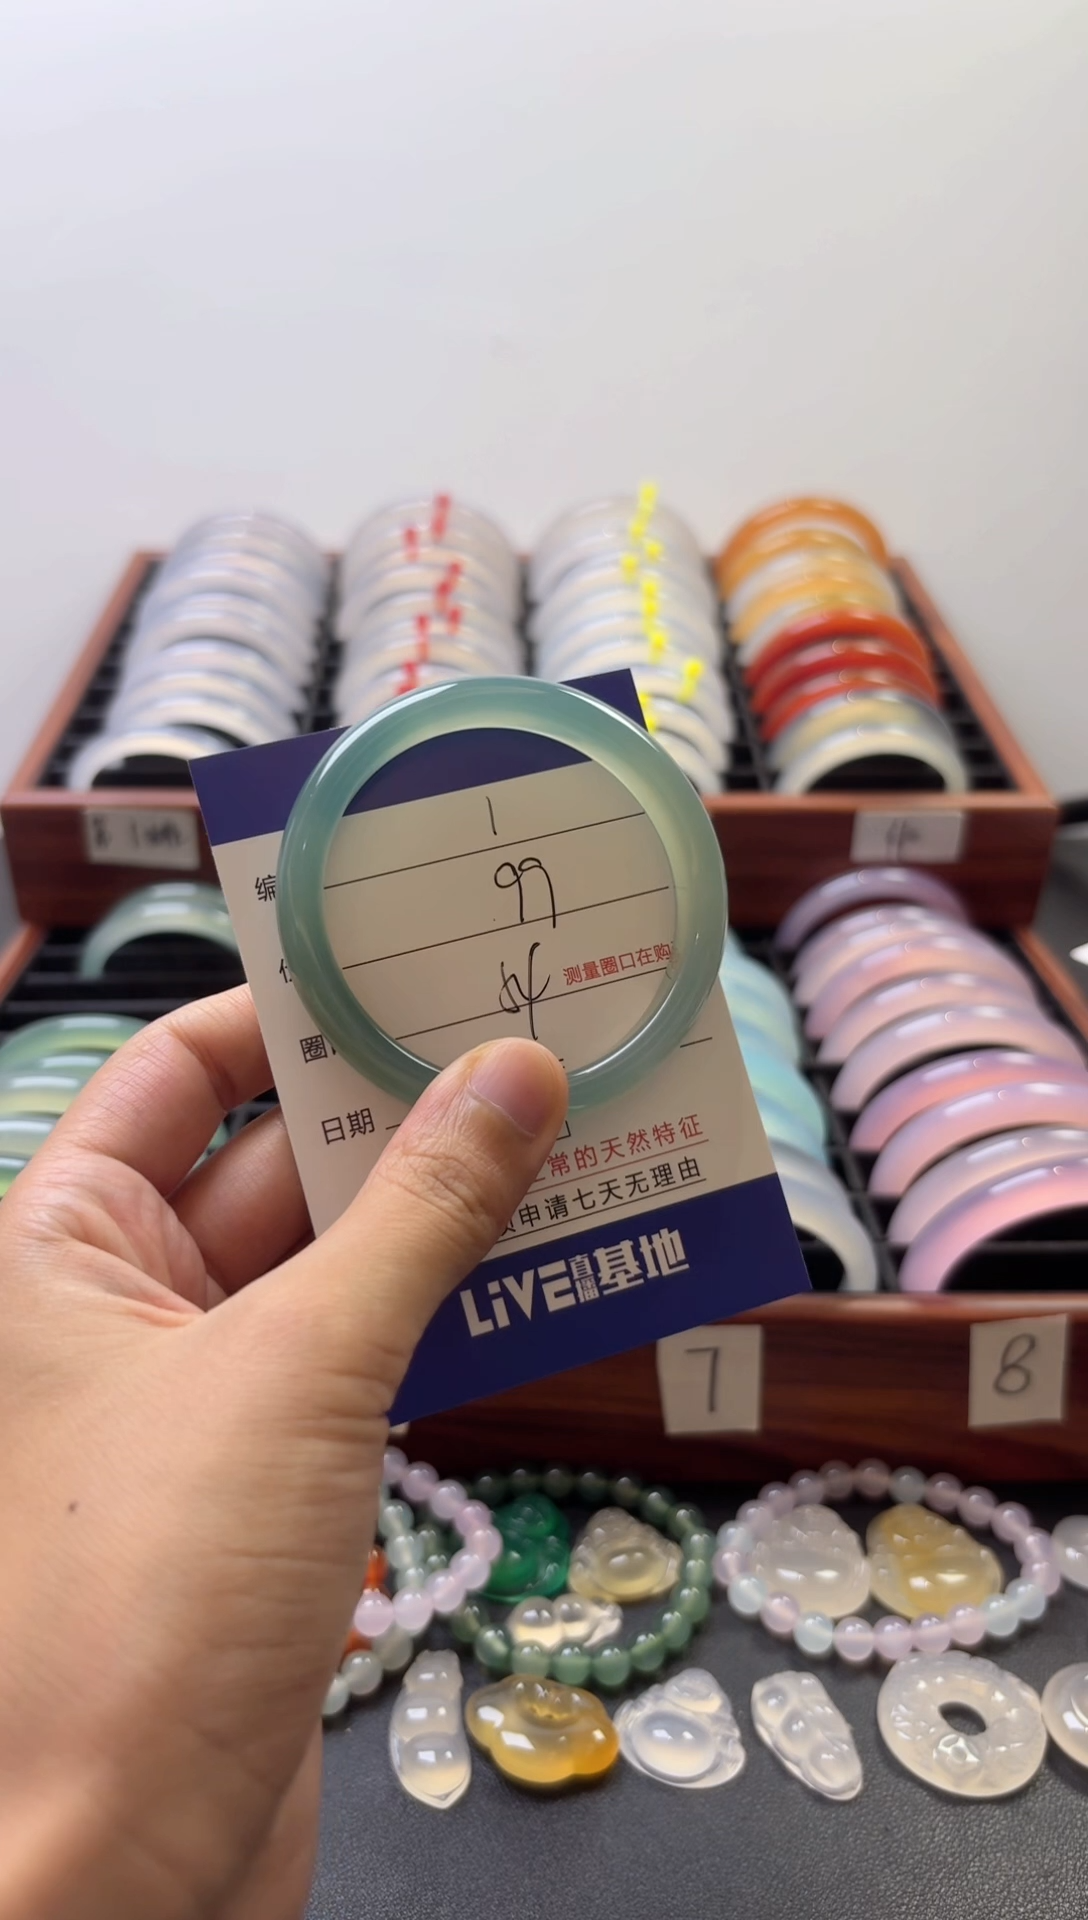 编
1
99
圈
54
测量圈口在购
日期
常的天然特征
申请七天无理由
LiVE直播基地
7
8